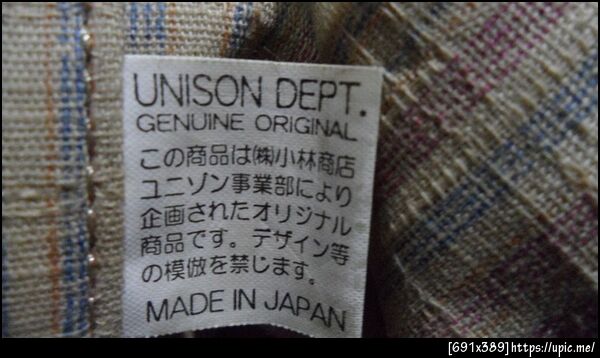 UNISON DEPT.
GENUINE ORIGINAL
この商品は㈱小林商店
ユニゾン事業部により
企画されたオリジナル
商品です。デザイン等
の模倣を禁じます。
MADE IN JAPAN
[691x389]https://upic.me/